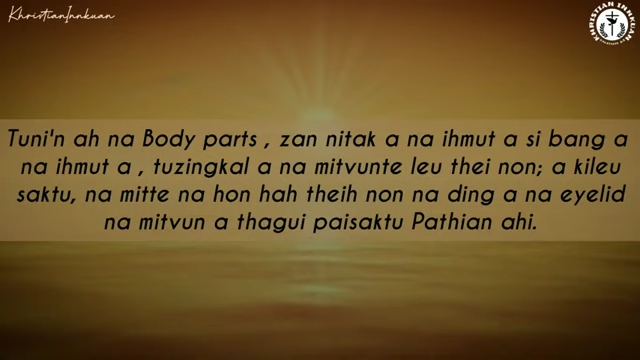 KhristianInnkuan
KHRISTIAN INNKUAN
Tuni'n ah na Body parts , zan nitak a na ihmut a si bang a
na ihmut a , tuzingkal a na mitvunte leu thei non; a kileu
saktu, na mitte na hon hah theih non na ding a na eyelid
na mitvun a thagui paisaktu Pathian ahi.